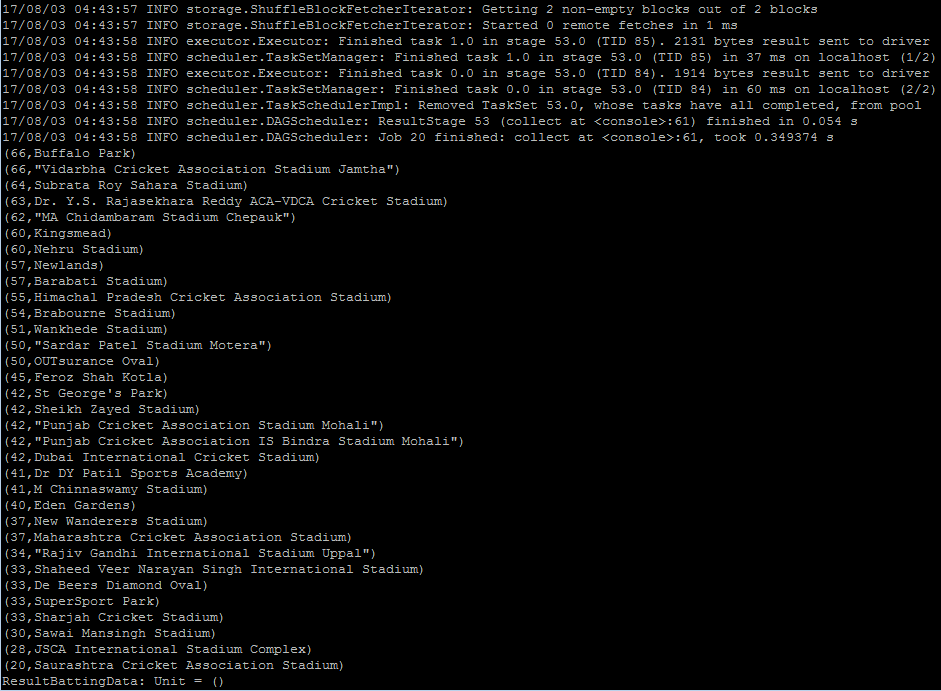 17/08/03 04:43:57 INFO storage.ShuffleBlockFetcherIterator: Getting 2 non-empty blocks out of 2 blocks
17/08/03 04:43:57 INFO storage.ShuffleBlockFetcherIterator: Started 0 remote fetches in 1 ms
17/08/03 04:43:58 INFO executor.Executor: Finished task 1.0 in stage 53.0 (TID 85). 2131 bytes result sent to driver
17/08/03 04:43:58 INFO scheduler.TaskSetManager: Finished task 1.0 in stage 53.0 (TID 85) in 37 ms on localhost (1/2)
17/08/03 04:43:58 INFO executor.Executor: Finished task 0.0 in stage 53.0 (TID 84). 1914 bytes result sent to driver
17/08/03 04:43:58 INFO scheduler.TaskSetManager: Finished task 0.0 in stage 53.0 (TID 84) in 60 ms on localhost (2/2)
17/08/03 04:43:58 INFO scheduler.TaskSchedulerImpl: Removed TaskSet 53.0, whose tasks have all completed, from pool
17/08/03 04:43:58 INFO scheduler.DAGScheduler: ResultStage 53 (collect at <console>:61) finished in 0.054 s
17/08/03 04:43:58 INFO scheduler.DAGScheduler: Job 20 finished: collect at <console>:61, took 0.349374 s
(66,Buffalo Park)
(66,"Vidarbha Cricket Association Stadium Jamtha")
(64,Subrata Roy Sahara Stadium)
(63,Dr. Y.S. Rajasekhara Reddy ACA-VDCA Cricket Stadium)
(62,"MA Chidambaram Stadium Chepauk")
(60,Kingsmead)
(60,Nehru Stadium)
(57,Newlands)
(57,Barabati Stadium)
(55,Himachal Pradesh Cricket Association Stadium)
(54,Brabourne Stadium)
(51,Wankhede Stadium)
(50,"Sardar Patel Stadium Motera")
(50,OUTsurance Oval)
(45,Feroz Shah Kotla)
(42,St George's Park)
(42,Sheikh Zayed Stadium)
(42,"Punjab Cricket Association Stadium Mohali")
(42,"Punjab Cricket Association IS Bindra Stadium Mohali")
(42,Dubai International Cricket Stadium)
(41,Dr DY Patil Sports Academy)
(41,M Chinnaswamy Stadium)
(40,Eden Gardens)
(37,New Wanderers Stadium)
(37,Maharashtra Cricket Association Stadium)
(34,"Rajiv Gandhi International Stadium Uppal")
(33,Shaheed Veer Narayan Singh International Stadium)
(33,De Beers Diamond Oval)
(33,SuperSport Park)
(33,Sharjah Cricket Stadium)
(30,Sawai Mansingh Stadium)
(28,JSCA International Stadium Complex)
(20,Saurashtra Cricket Association Stadium)
ResultBattingData: Unit = ()